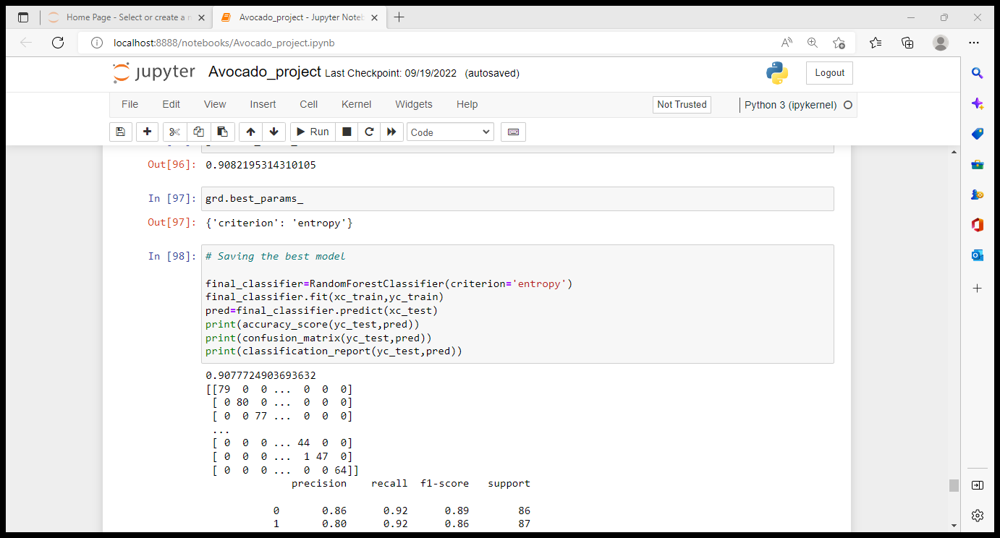 Home Page - Select or create a n
Avocado_project - Jupyter Noteb
localhost:8888/notebooks/Avocado_project.ipynb
jupyter Avocado_project Last Checkpoint: 09/19/2022 (autosaved)
Logout
File Edit View Insert Cell Kernel Widgets Help
Not Trusted
Python 3 (ipykernel)
Run
Code
Out[96]: 0.9082195314310105
In [97]: grd.best_params_
Out[97]: {'criterion': 'entropy'}
In [98]: # Saving the best model
final_classifier=RandomForestClassifier(criterion='entropy')
final_classifier.fit(xc_train,yc_train)
pred=final_classifier.predict(xc_test)
print(accuracy_score(yc_test,pred))
print(confusion_matrix(yc_test,pred))
print(classification_report(yc_test,pred))
0.9077724903693632
[[79 0 0 ... 0 0 0]
[ 0 80 0 ... 0 0 0]
[ 0 0 77 ... 0 0 0]
...
[ 0 0 0 ... 44 0 0]
[ 0 0 0 ... 1 47 0]
[ 0 0 0 ... 0 0 64]]
precision recall f1-score support
0 0.86 0.92 0.89 86
1 0.80 0.92 0.86 87